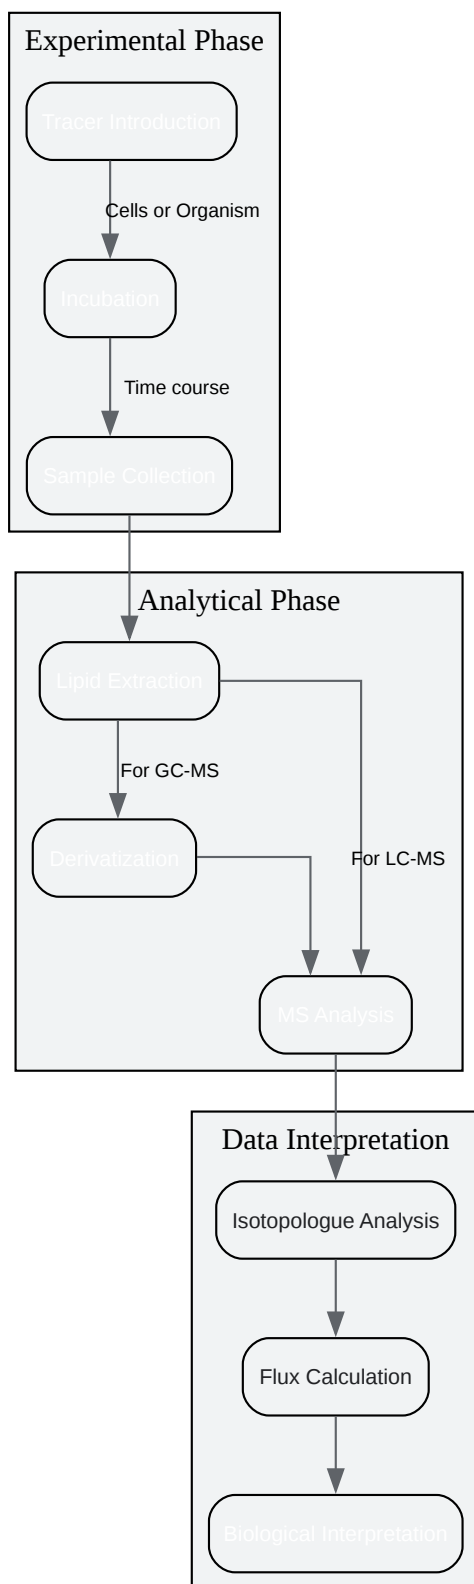 Experimental Phase
Tracer Introduction
Cells or Organism
Incubation
Time course
Sample Collection
Analytical Phase
Lipid Extraction
For GC-MS
Derivatization
For LC-MS
MS Analysis
Data Interpretation
Isotopologue Analysis
Flux Calculation
Biological Interpretation